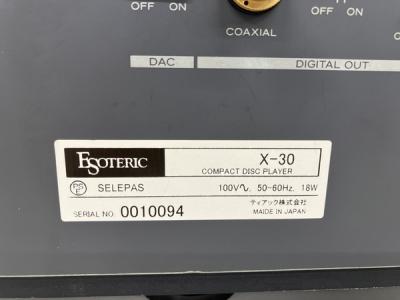 OFF ON
OFF ON
COAXIAL
DAC
DIGITAL OUT
ESOTERIC
X-30
COMPACT DISC PLAYER
SELEPAS
100V~, 50-60Hz, 18W
SERIAL NO. 0010094
ティアック株式会社
MADE IN JAPAN